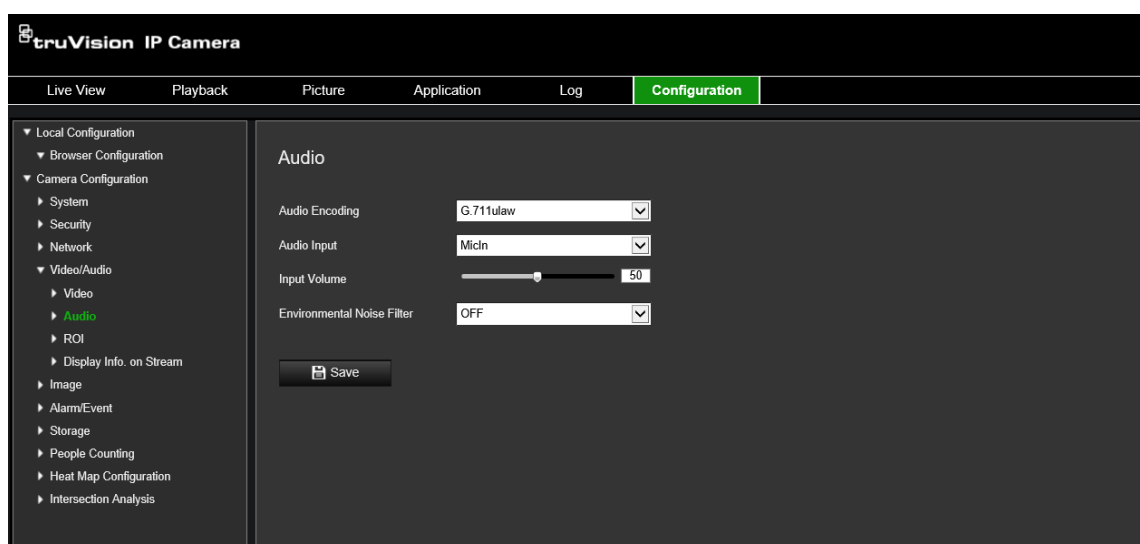 truVision IP Camera
Live View Playback Picture Application Log Configuration
Local Configuration
Browser Configuration
Camera Configuration
System
Security
Network
Video/Audio
Video
Audio
ROI
Display Info. on Stream
Image
Alarm/Event
Storage
People Counting
Heat Map Configuration
Intersection Analysis
Audio
Audio Encoding G.711ulaw
Audio Input MicIn
Input Volume 50
Environmental Noise Filter OFF
Save